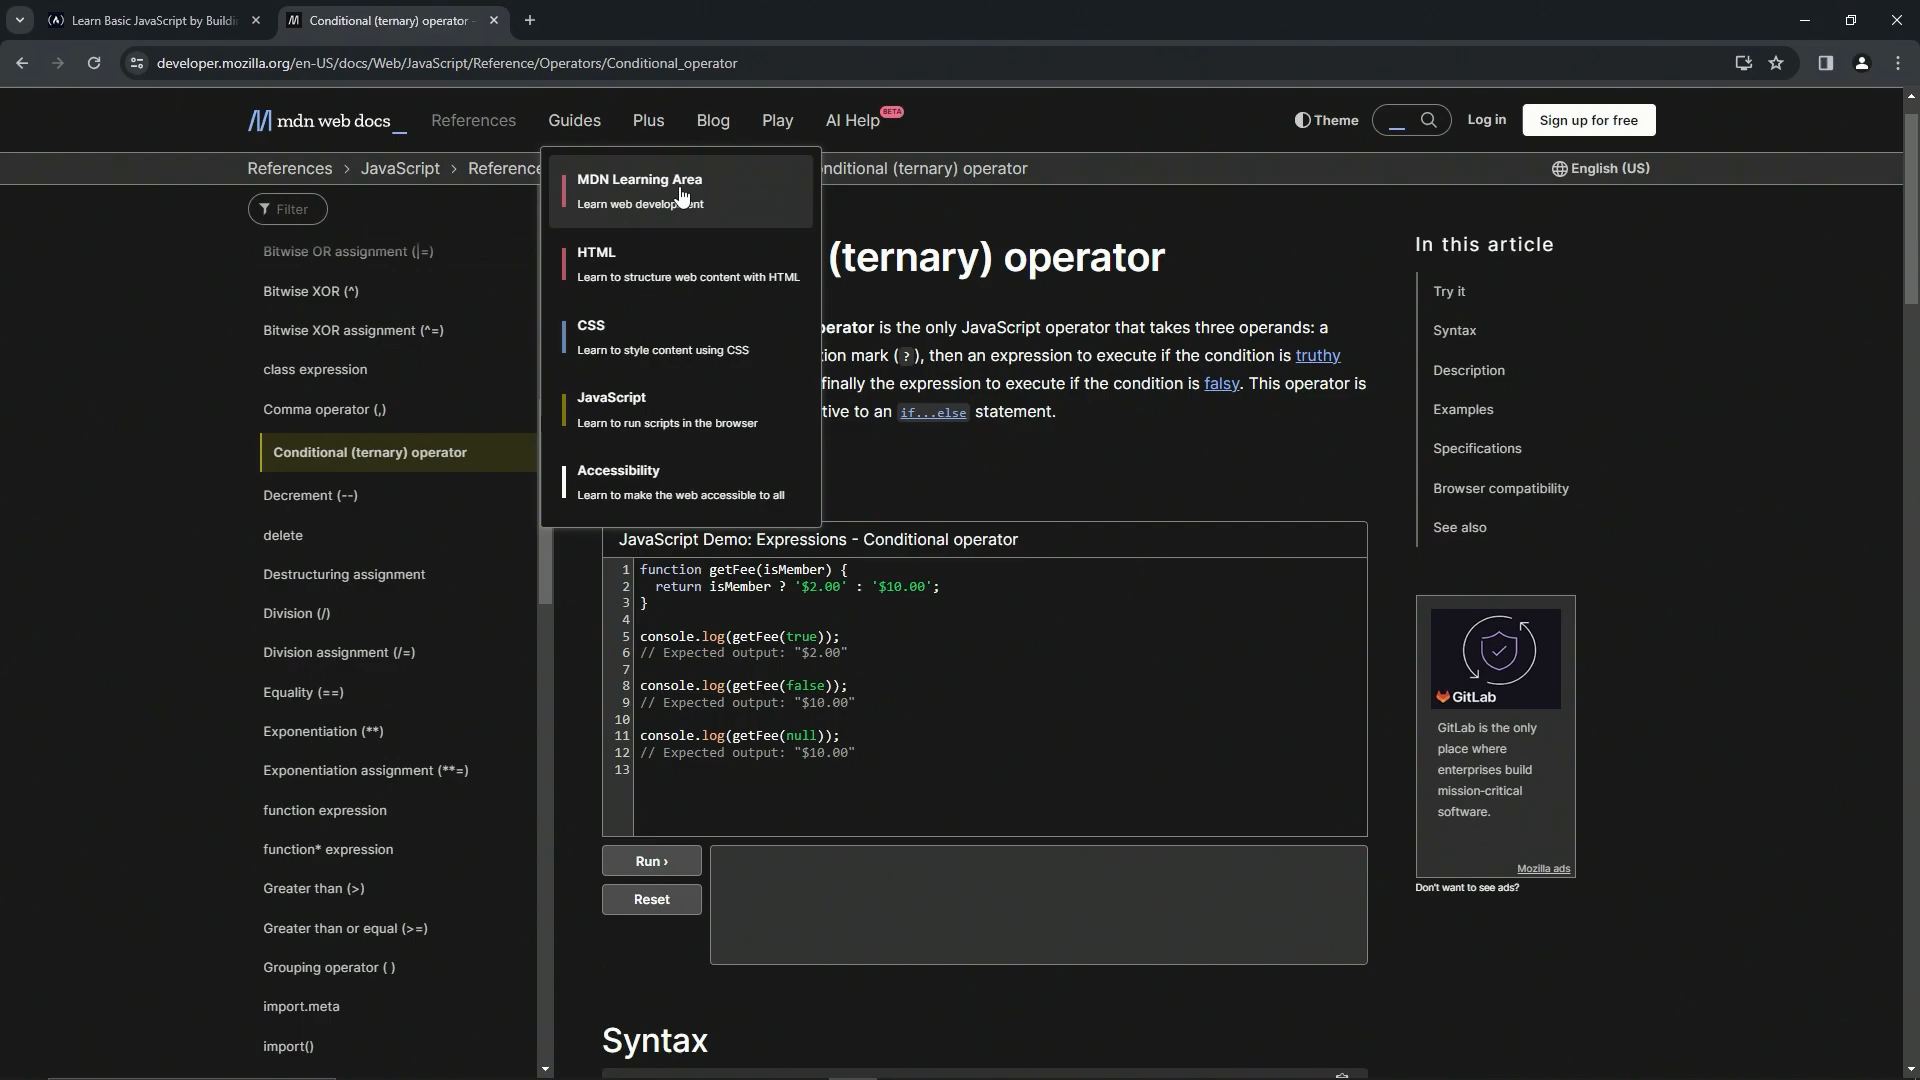 Learn Basic JavaScript by Buildi
Conditional (ternary) operator
developer.mozilla.org/en-US/docs/Web/JavaScript/Reference/Operators/Conditional_operator
mdn web docs_
References
Guides
Plus
Blog
Play
AI Help
BETA
Theme
Log in
Sign up for free
References > JavaScript > Reference
nditional (ternary) operator
English (US)
Filter
Bitwise OR assignment (|=)
Bitwise XOR (^)
Bitwise XOR assignment (^=)
class expression
Comma operator (,)
Conditional (ternary) operator
Decrement (--)
delete
Destructuring assignment
Division (/)
Division assignment (/=)
Equality (==)
Exponentiation (**)
Exponentiation assignment (**=)
function expression
function* expression
Greater than (>)
Greater than or equal (>=)
Grouping operator ( )
import.meta
import()
MDN Learning Area
Learn web
HTML
Learn to structure web content with HTML
CSS
Learn to style content using CSS
JavaScript
Learn to run scripts in the browser
Accessibility
Learn to make the web accessible to all
(ternary) operator
perator is the only JavaScript operator that takes three operands: a
ion mark (?), then an expression to execute if the condition is truthy
finally the expression to execute if the condition is falsy. This operator is
tive to an if...else statement.
JavaScript Demo: Expressions - Conditional operator
1 function getFee(isMember) {
2 return isMember ? '$2.00' : '$10.00';
3 }
4
5 console.log(getFee(true));
6 // Expected output: "$2.00"
7
8 console.log(getFee(false));
9 // Expected output: "$10.00"
10
11 console.log(getFee(null));
12 // Expected output: "$10.00"
13
Run ›
Reset
Syntax
In this article
Try it
Syntax
Description
Examples
Specifications
Browser compatibility
See also
GitLab
GitLab is the only
place where
enterprises build
mission-critical
software.
Mozilla ads
Don't want to see ads?